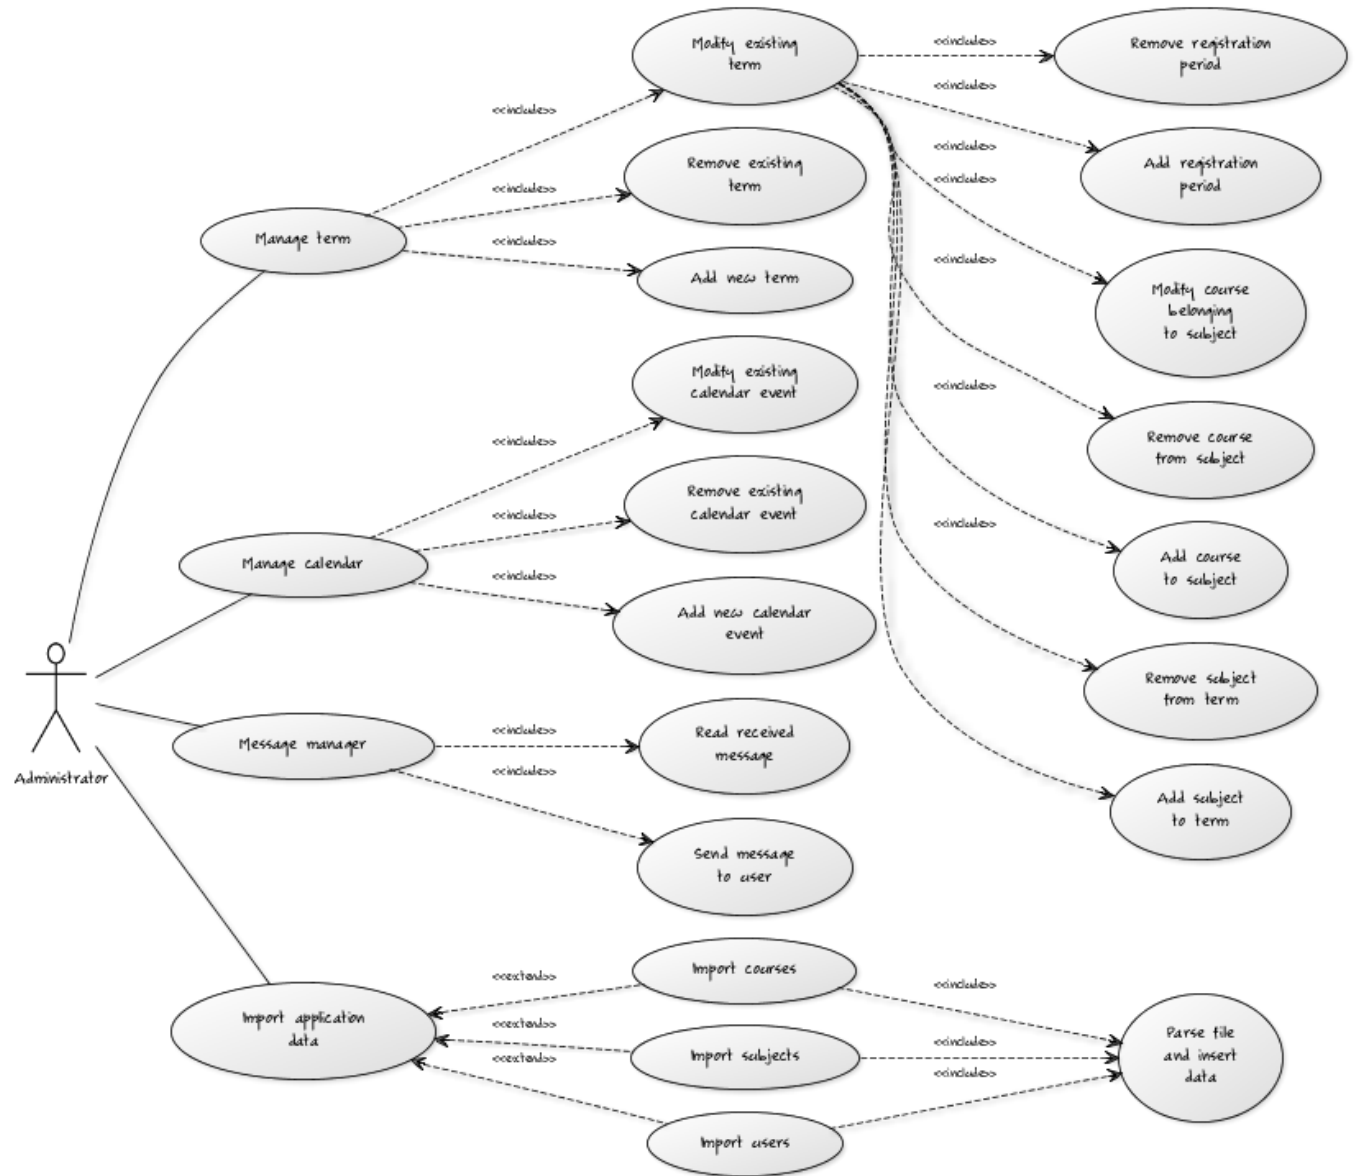 Modify existing
term
<<include>>
Remove registration
period
<<include>>
<<include>>
Add registration
period
<<include>>
<<include>>
Remove existing
term
<<include>>
Manage term
<<include>>
Add new term
<<include>>
Modify course
belonging
to subject
Modify existing
calendar event
<<include>>
<<include>>
Remove course
from subject
Remove existing
calendar event
<<include>>
<<include>>
Manage calendar
Add course
to subject
<<include>>
Add new calendar
event
Remove subject
from term
Administrator
Message manager
<<include>>
Read received
message
<<include>>
Add subject
to term
Send message
to user
<<extend>>
Import courses
<<include>>
Import application
data
<<extend>>
Import subjects
<<include>>
Parse file
and insert
data
<<extend>>
<<include>>
Import users